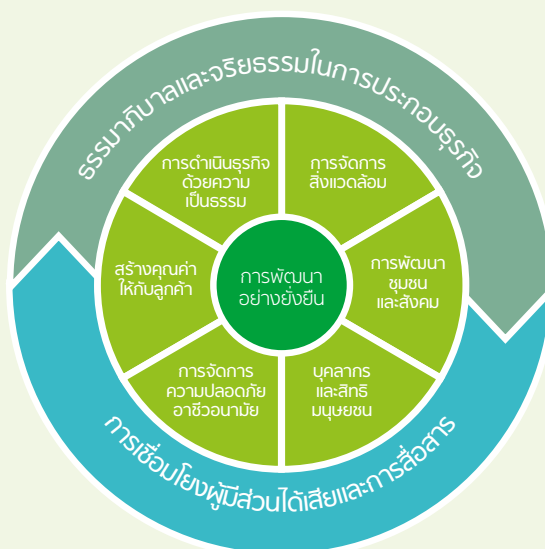 ธรรมาภิบาลและจริยธรรมในการประกอบธุรกิจ
การดำเนินธุรกิจ
ด้วยความ
เป็นธรรม
การจัดการ
สิ่งแวดล้อม
สร้างคุณค่า
ให้กับลูกค้า
การพัฒนา
อย่างยั่งยืน
การพัฒนา
ชุมชน
และสังคม
การจัดการ
ความปลอดภัย
อาชีวอนามัย
บุคลากร
และสิทธิ
มนุษยชน
การเชื่อมโยงผู้มีส่วนได้เสียและการสื่อสาร